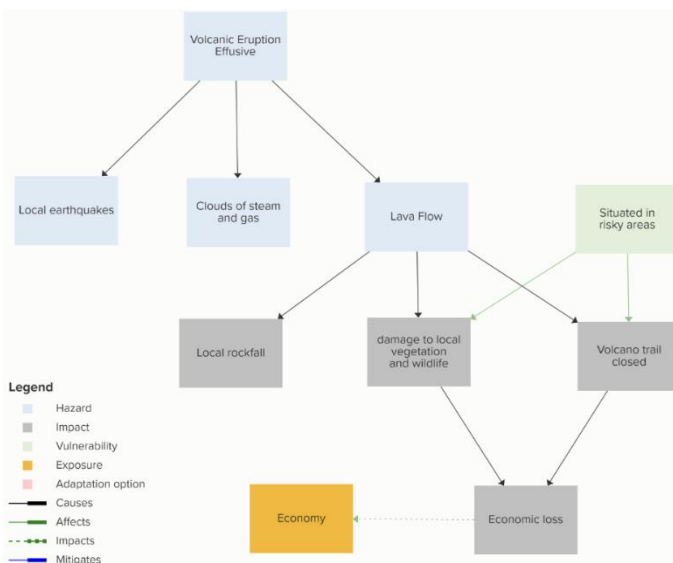 Volcanic Eruption
Effusive
Local earthquakes
Clouds of steam
and gas
Lava Flow
Situated in
risky areas
Local rockfall
damage to local
vegetation
and wildlife
Volcano trail
closed
Legend
Hazard
Impact
Vulnerability
Exposure
Adaptation option
Causes
Affects
Impacts
Mitigates
Economy
Economic loss